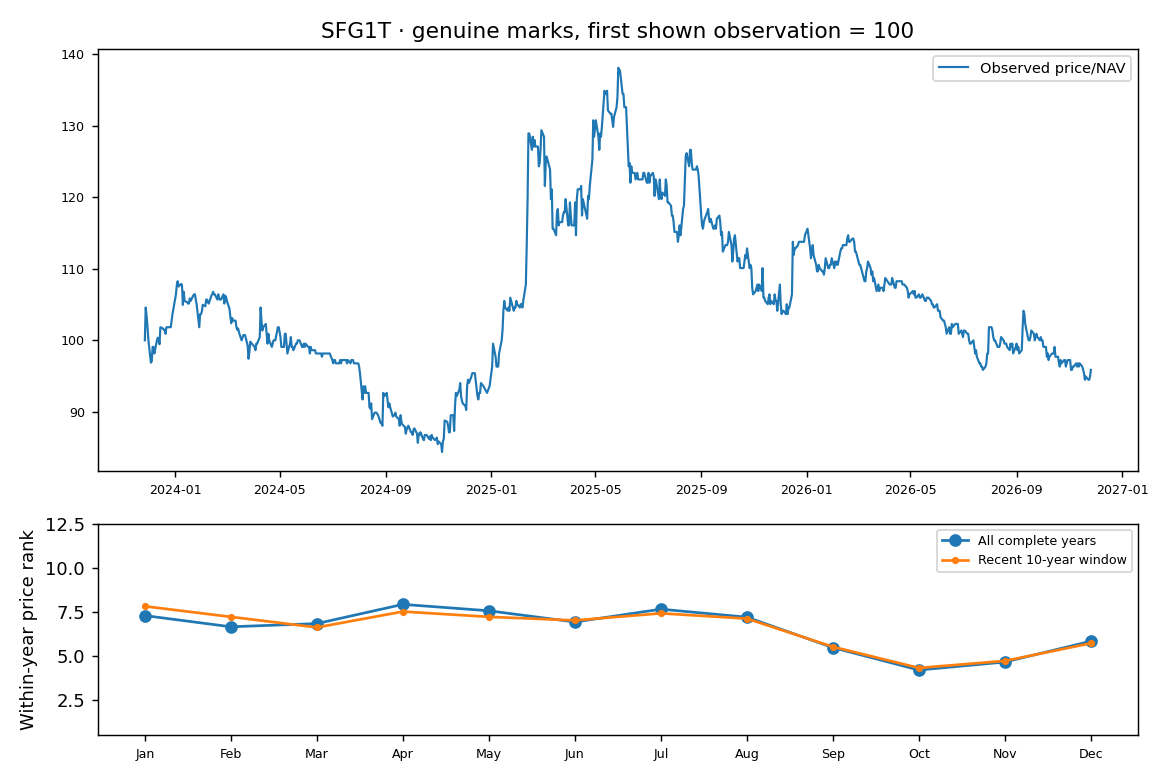 SFG1T · genuine marks, first shown observation = 100
140
130
120
110
100
90
Observed price/NAV
2024-01
2024-05
2024-09
2025-01
2025-05
2025-09
2026-01
2026-05
2026-09
2027-01
Within-year price rank
12.5
10.0
7.5
5.0
2.5
All complete years
Recent 10-year window
Jan
Feb
Mar
Apr
May
Jun
Jul
Aug
Sep
Oct
Nov
Dec